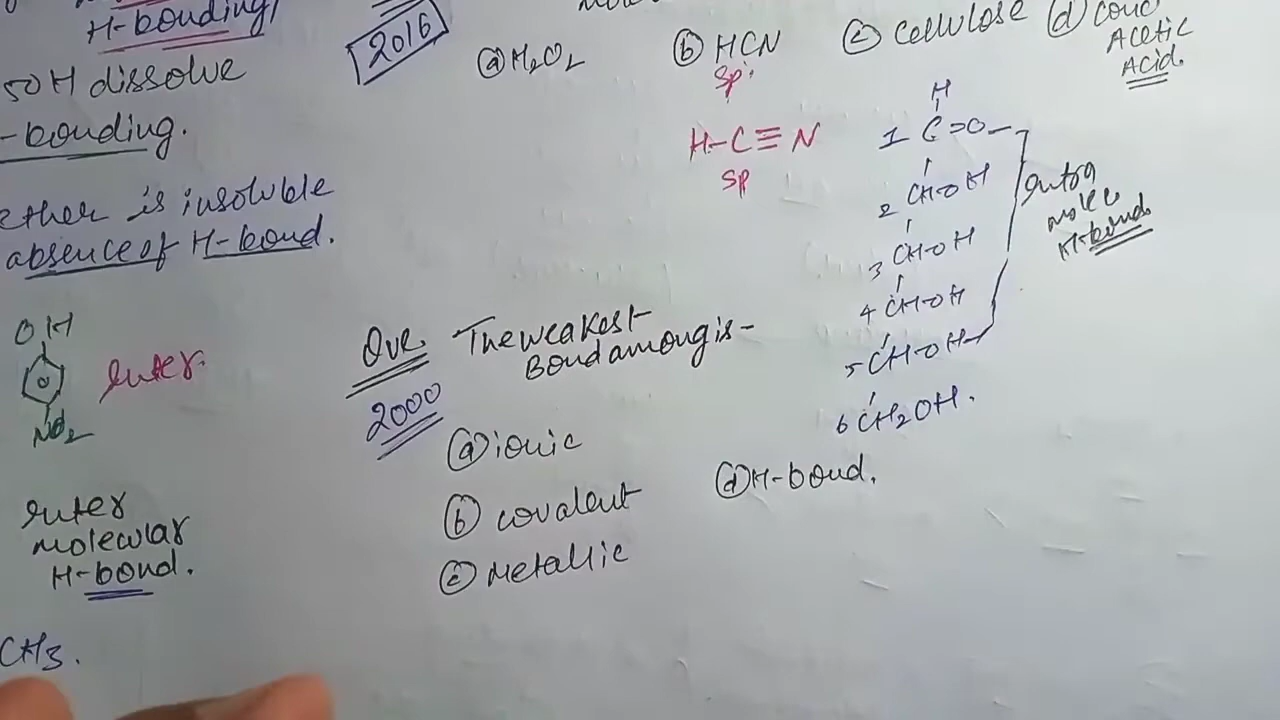 H-bonding
5OH dissolve
-bonding.
ether is insoluble
absence of H-bond.
OH
NO2
inter.
inter
molecular
H-bond.
CH3.
2016
(a) H2O2
(b) HCN
sp
H-C≡N
sp
(c) cellulose
(d) conc
Acetic
Acid.
H
1 C=O
2 CH-OH
3 CH-OH
4 CH-OH
5 CH-OH
6 CH2OH.
intra
H-bond.
Que. The weakest
Bond among is-
2000
(a) ionic
(b) covalent
(c) Metallic
(d) H-bond.